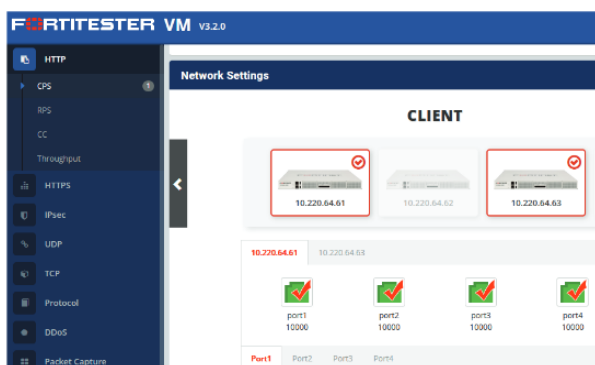 FORTITESTER VM V3.2.0
HTTP
CPS 1
RPS
CC
Throughput
HTTPS
IPsec
UDP
TCP
Protocol
DDoS
Packet Capture
Network Settings
CLIENT
10.220.64.61 10.220.64.62 10.220.64.63
10.220.64.61 10.220.64.63
port1 port2 port3 port4
10000 10000 10000 10000
Port1 Port2 Port3 Port4